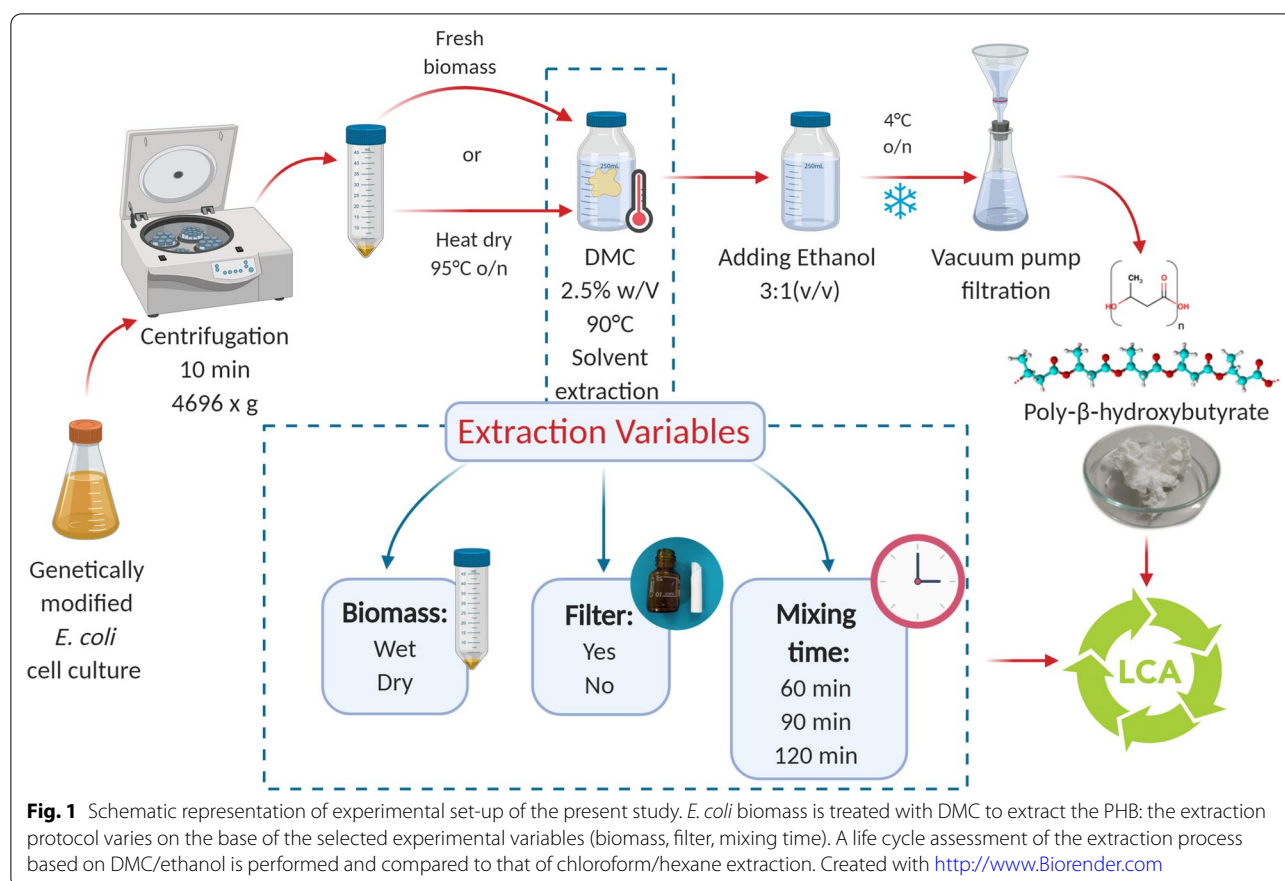 Fresh
biomass
or
Heat dry
95°C o/n
Centrifugation
10 min
4696 x g
Genetically
modified
E. coli
cell culture
250mL
DMC
2.5% w/V
90°C
Solvent
extraction
250mL
Adding Ethanol
3:1(v/v)
4°C
o/n
Vacuum pump
filtration
CH₃
O
HO
OH
n
Poly-β-hydroxybutyrate
Extraction Variables
Biomass:
Wet
Dry
Filter:
Yes
No
Mixing
time:
60 min
90 min
120 min
LCA
Fig. 1 Schematic representation of experimental set-up of the present study. E. coli biomass is treated with DMC to extract the PHB: the extraction
protocol varies on the base of the selected experimental variables (biomass, filter, mixing time). A life cycle assessment of the extraction process
based on DMC/ethanol is performed and compared to that of chloroform/hexane extraction. Created with http://www.Biorender.com